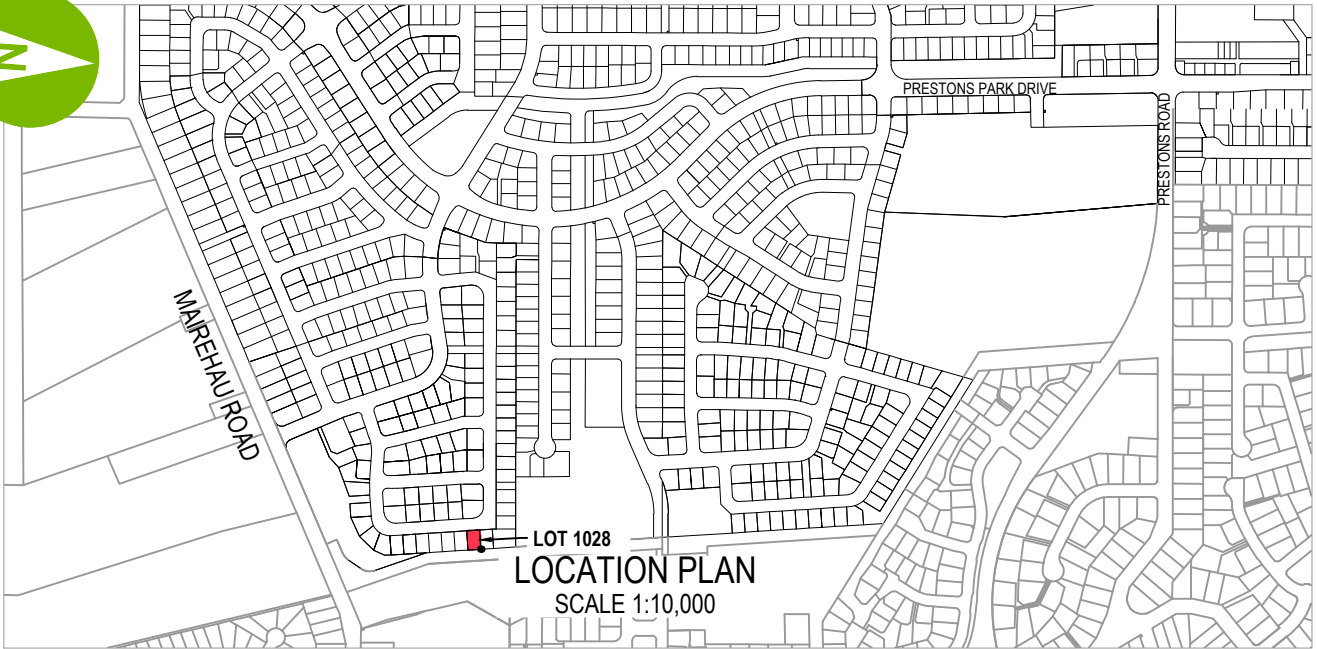 N
PRESTONS PARK DRIVE
PRESTONS ROAD
MAIREHAU ROAD
LOT 1028
LOCATION PLAN
SCALE 1:10,000